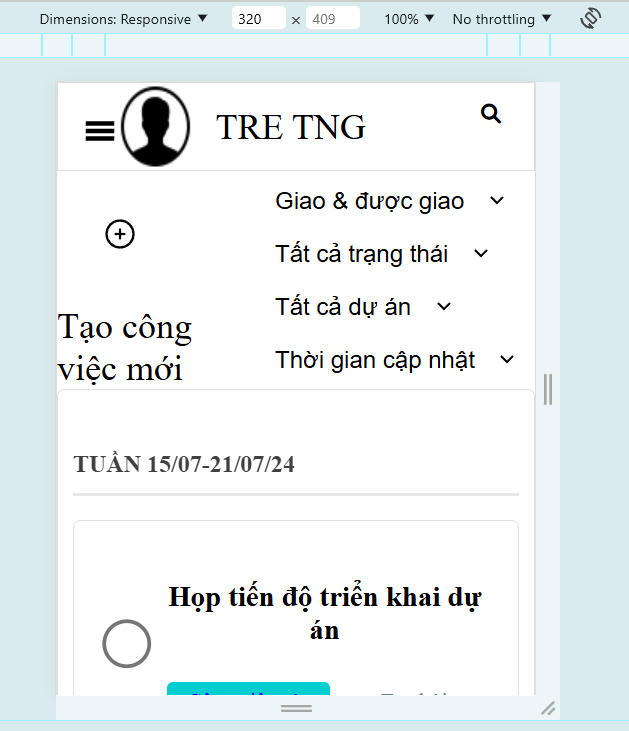 Dimensions: Responsive ▼ 320 × 409 100% ▼ No throttling ▼
TRE TNG
Giao & được giao
Tất cả trạng thái
Tất cả dự án
Thời gian cập nhật
Tạo công
việc mới
TUẦN 15/07-21/07/24
Họp tiến độ triển khai dự
án